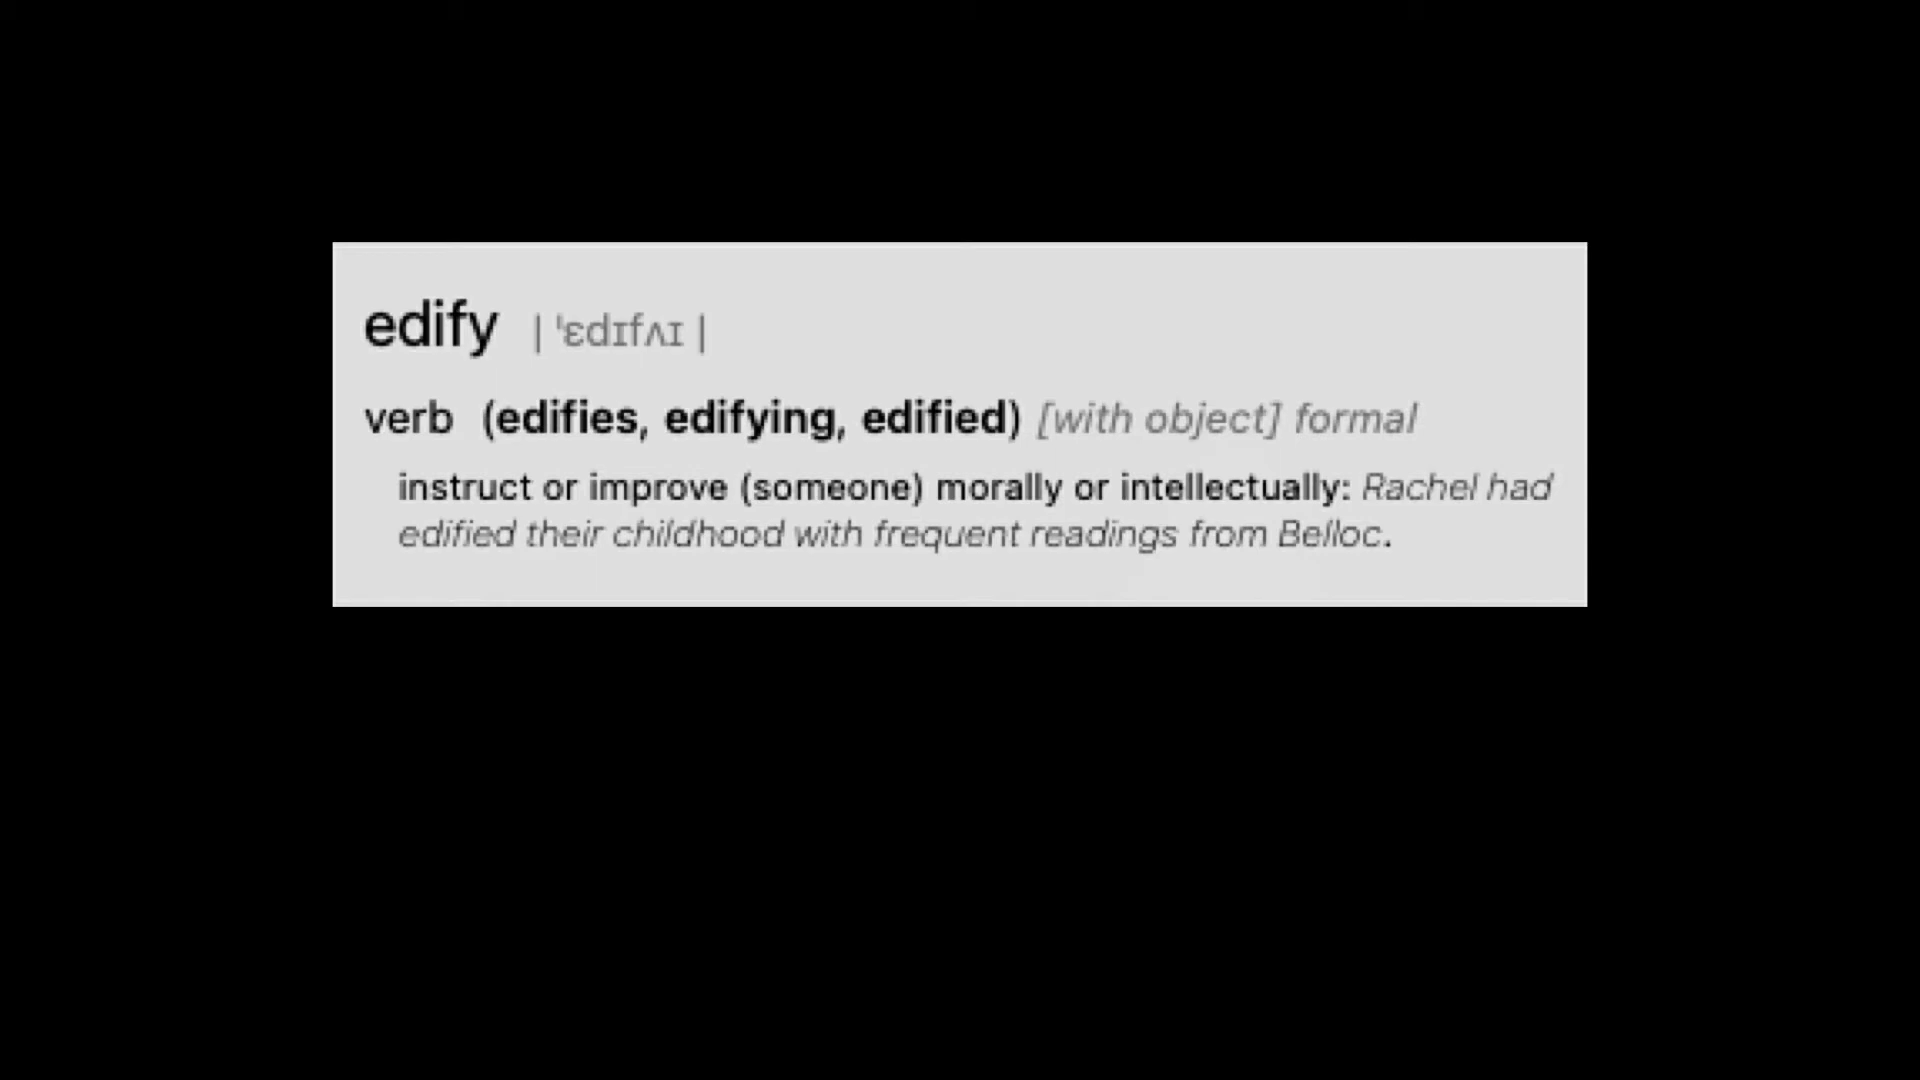 edify | ˈɛdɪfʌɪ |
verb (edifies, edifying, edified) [with object] formal
instruct or improve (someone) morally or intellectually: Rachel had
edified their childhood with frequent readings from Belloc.